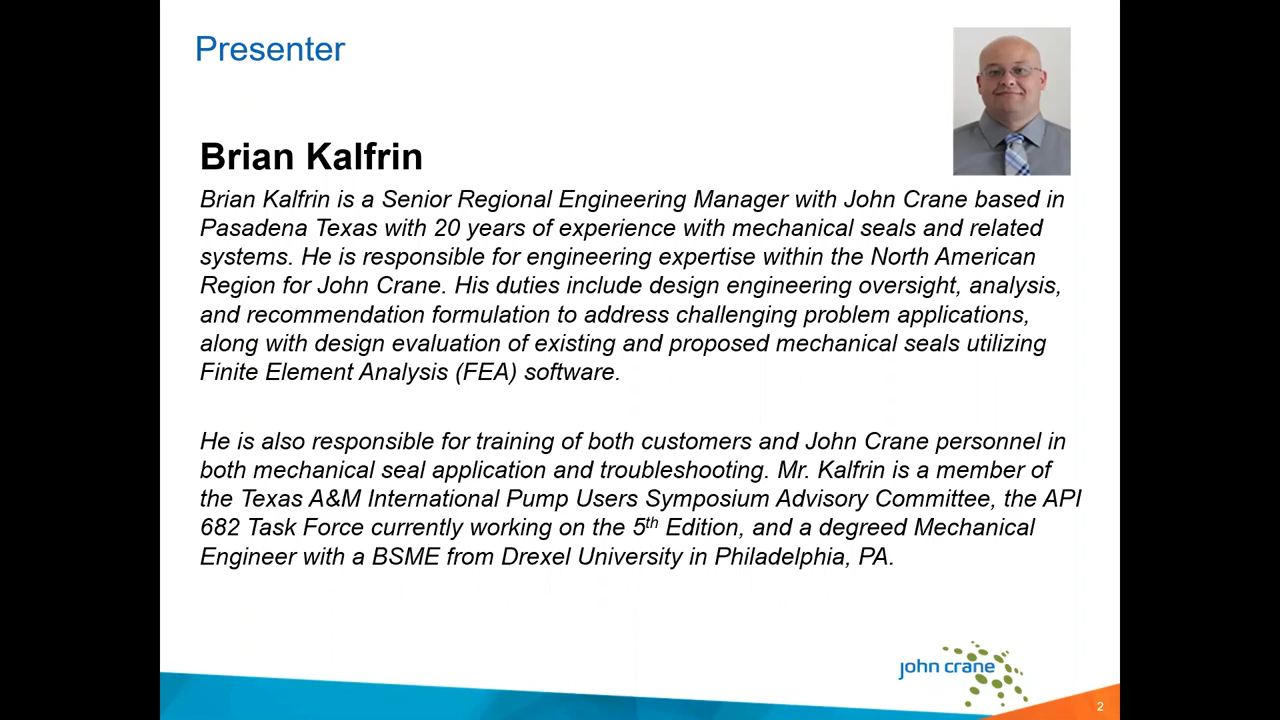 Presenter
Brian Kalfrin
Brian Kalfrin is a Senior Regional Engineering Manager with John Crane based in
Pasadena Texas with 20 years of experience with mechanical seals and related
systems. He is responsible for engineering expertise within the North American
Region for John Crane. His duties include design engineering oversight, analysis,
and recommendation formulation to address challenging problem applications,
along with design evaluation of existing and proposed mechanical seals utilizing
Finite Element Analysis (FEA) software.
He is also responsible for training of both customers and John Crane personnel in
both mechanical seal application and troubleshooting. Mr. Kalfrin is a member of
the Texas A&M International Pump Users Symposium Advisory Committee, the API
682 Task Force currently working on the 5th Edition, and a degreed Mechanical
Engineer with a BSME from Drexel University in Philadelphia, PA.
john crane
2